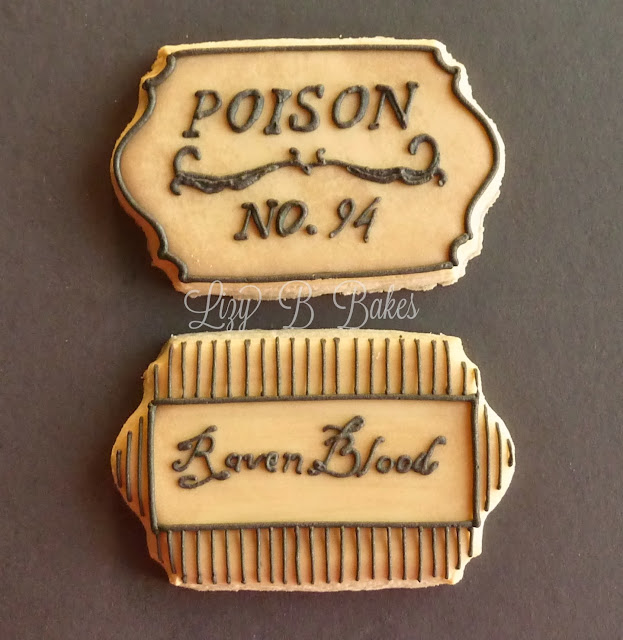 POISON
NO. 94
Lizy B Bakes
Raven Blood